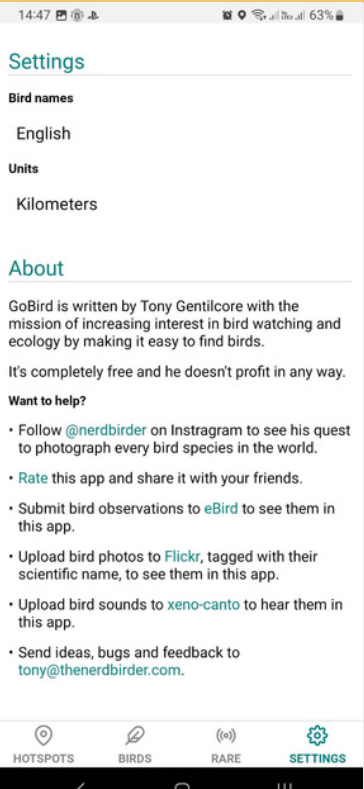 14:47 63%
Settings
Bird names
English
Units
Kilometers
About
GoBird is written by Tony Gentilcore with the
mission of increasing interest in bird watching and
ecology by making it easy to find birds.
It's completely free and he doesn't profit in any way.
Want to help?
• Follow @nerdbirder on Instragram to see his quest
to photograph every bird species in the world.
• Rate this app and share it with your friends.
• Submit bird observations to eBird to see them in
this app.
• Upload bird photos to Flickr, tagged with their
scientific name, to see them in this app.
• Upload bird sounds to xeno-canto to hear them in
this app.
• Send ideas, bugs and feedback to
tony@thenerdbirder.com.
HOTSPOTS BIRDS RARE SETTINGS